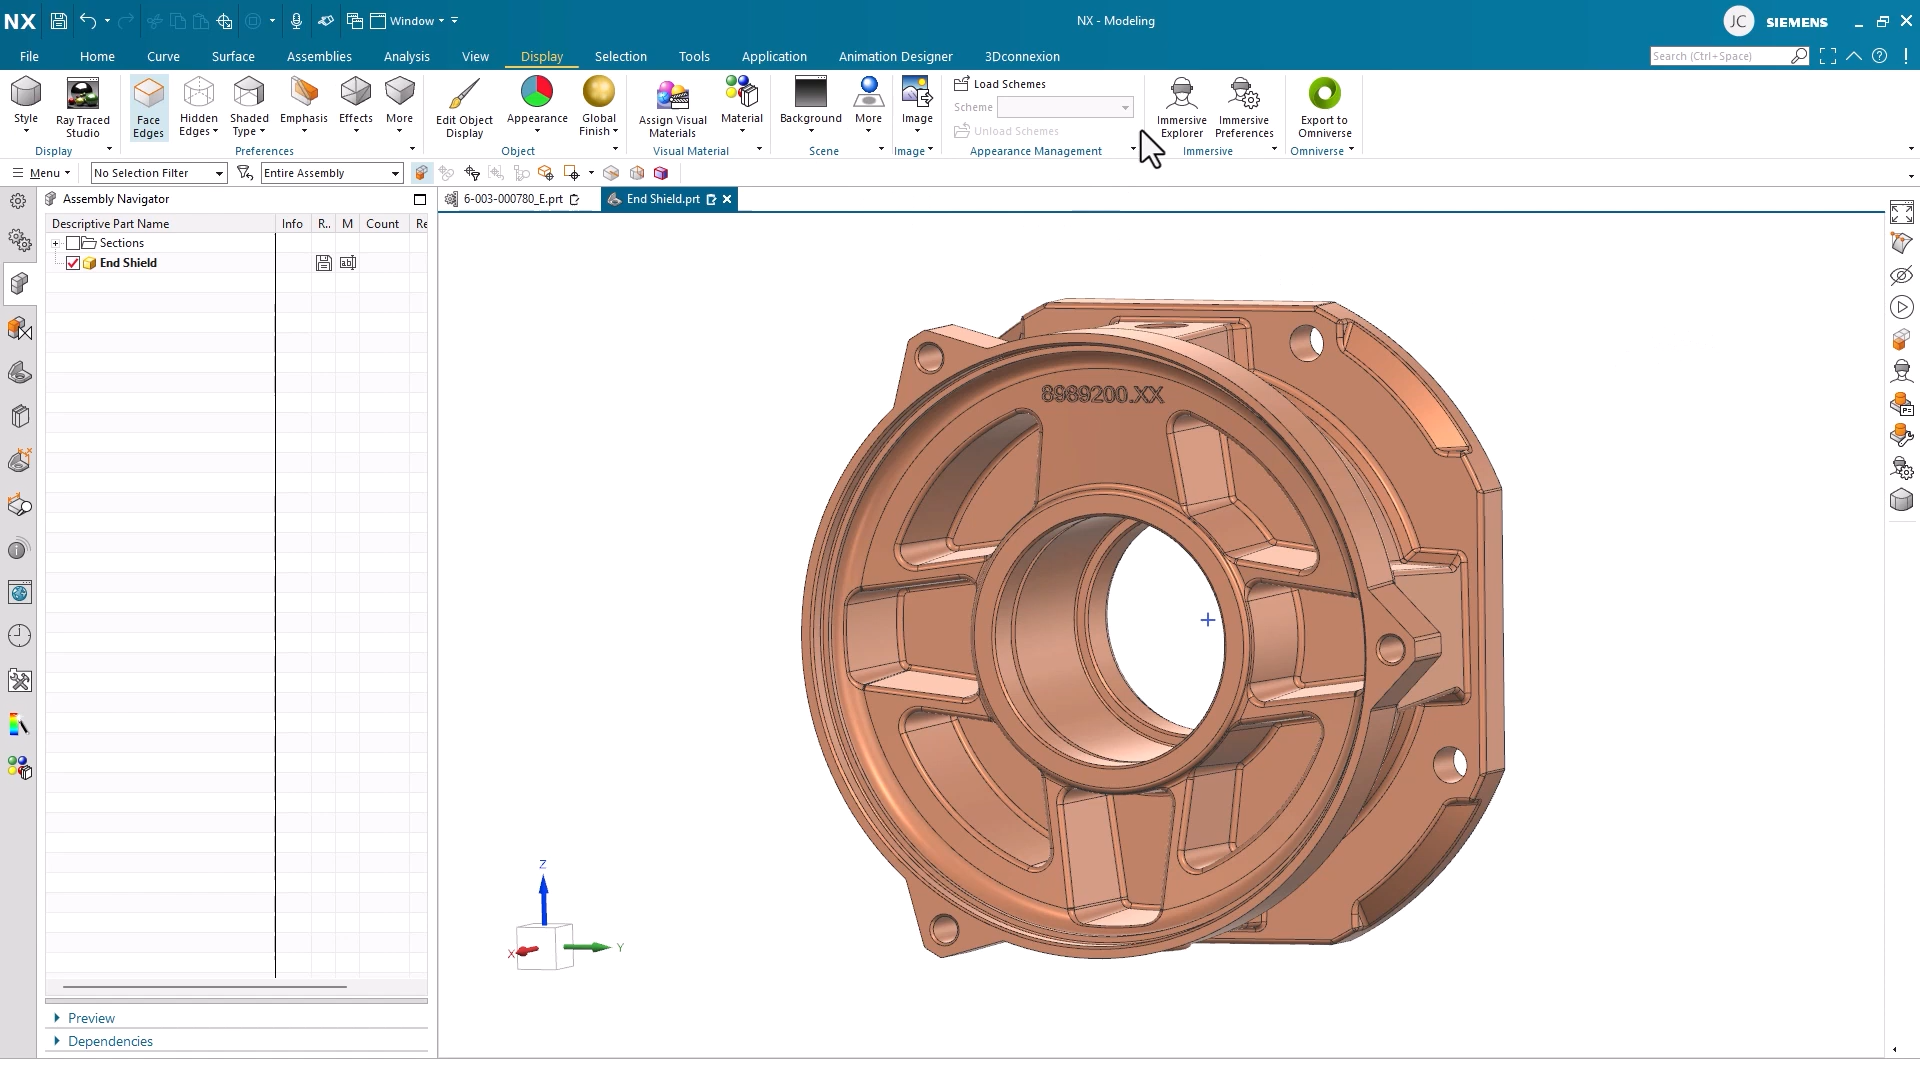 NX
Window
NX - Modeling
JC
SIEMENS
File
Home
Curve
Surface
Assemblies
Analysis
View
Display
Selection
Tools
Application
Animation Designer
3Dconnexion
Search (Ctrl+Space)
Style
Ray Traced
Studio
Display
Face
Edges
Hidden
Edges
Shaded
Type
Emphasis
Effects
More
Preferences
Edit Object
Display
Appearance
Global
Finish
Object
Assign Visual
Materials
Material
Visual Material
Background
More
Scene
Image
Image
Load Schemes
Scheme
Unload Schemes
Appearance Management
Immersive
Explorer
Immersive
Preferences
Immersive
Export to
Omniverse
Omniverse
Menu
No Selection Filter
Entire Assembly
Assembly Navigator
6-003-000780_E.prt
End Shield.prt
Descriptive Part Name
Info
R..
M
Count
Re
Sections
End Shield
8989200.XX
Z
X
Y
Preview
Dependencies